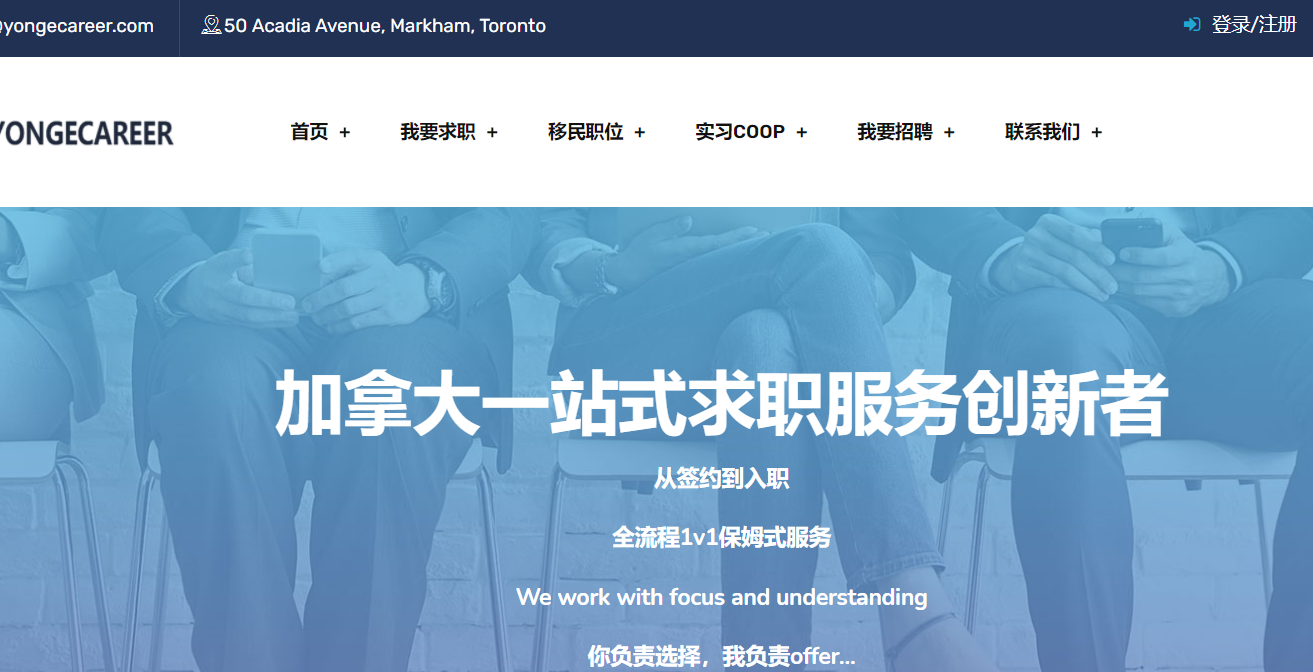 @yongecareer.com
50 Acadia Avenue, Markham, Toronto
登录/注册
YONGECAREER
首页 +
我要求职 +
移民职位 +
实习COOP +
我要招聘 +
联系我们 +
加拿大一站式求职服务创新者
从签约到入职
全流程1v1保姆式服务
We work with focus and understanding
你负责选择，我负责offer...